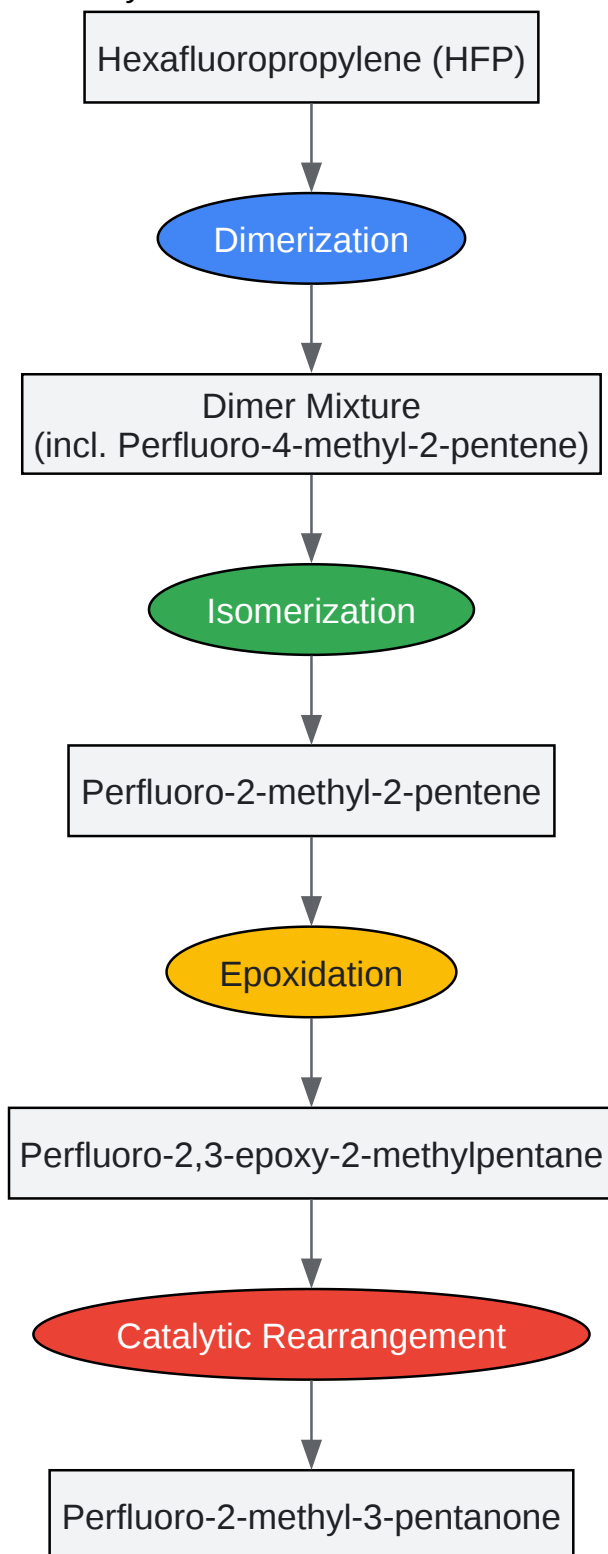 Hexafluoropropylene (HFP)
Dimerization
Dimer Mixture
(incl. Perfluoro-4-methyl-2-pentene)
Isomerization
Perfluoro-2-methyl-2-pentene
Epoxidation
Perfluoro-2,3-epoxy-2-methylpentane
Catalytic Rearrangement
Perfluoro-2-methyl-3-pentanone